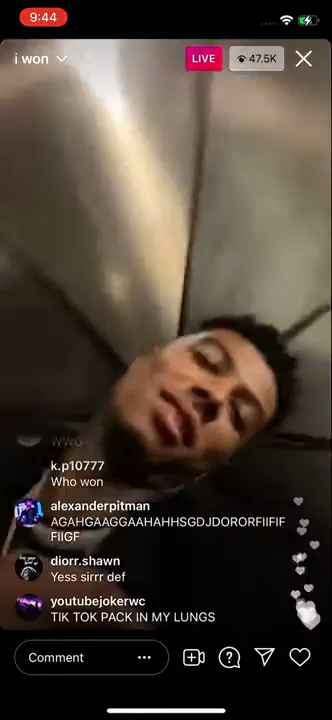 9:44
i won
LIVE
47.5K
WWG
k.p10777
Who won
alexanderpitman
AGAHGAAGGAAHAHHSGDJDORORFIIFIF
FIIGF
diorr.shawn
Yess sirrr def
youtubejokerwc
TIK TOK PACK IN MY LUNGS
Comment